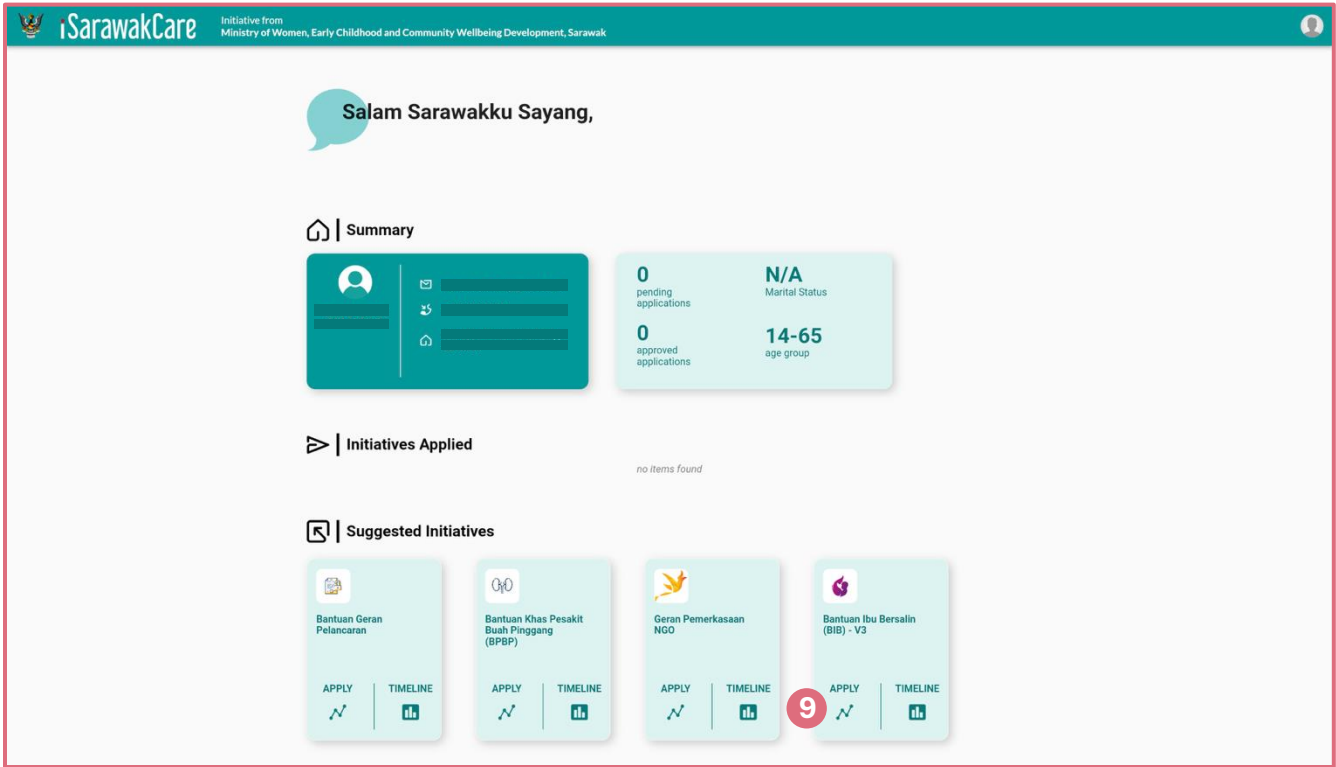 iSarawakCare
Initiative from
Ministry of Women, Early Childhood and Community Wellbeing Development, Sarawak
Salam Sarawakku Sayang,
Summary
0
pending
applications
N/A
Marital Status
0
approved
applications
14-65
age group
Initiatives Applied
no items found
Suggested Initiatives
Bantuan Geran
Pelancaran
APPLY
TIMELINE
Bantuan Khas Pesakit
Buah Pinggang
(BPBP)
APPLY
TIMELINE
Geran Pemerkasaan
NGO
APPLY
TIMELINE
Bantuan Ibu Bersalin
(BIB) - V3
9
APPLY
TIMELINE